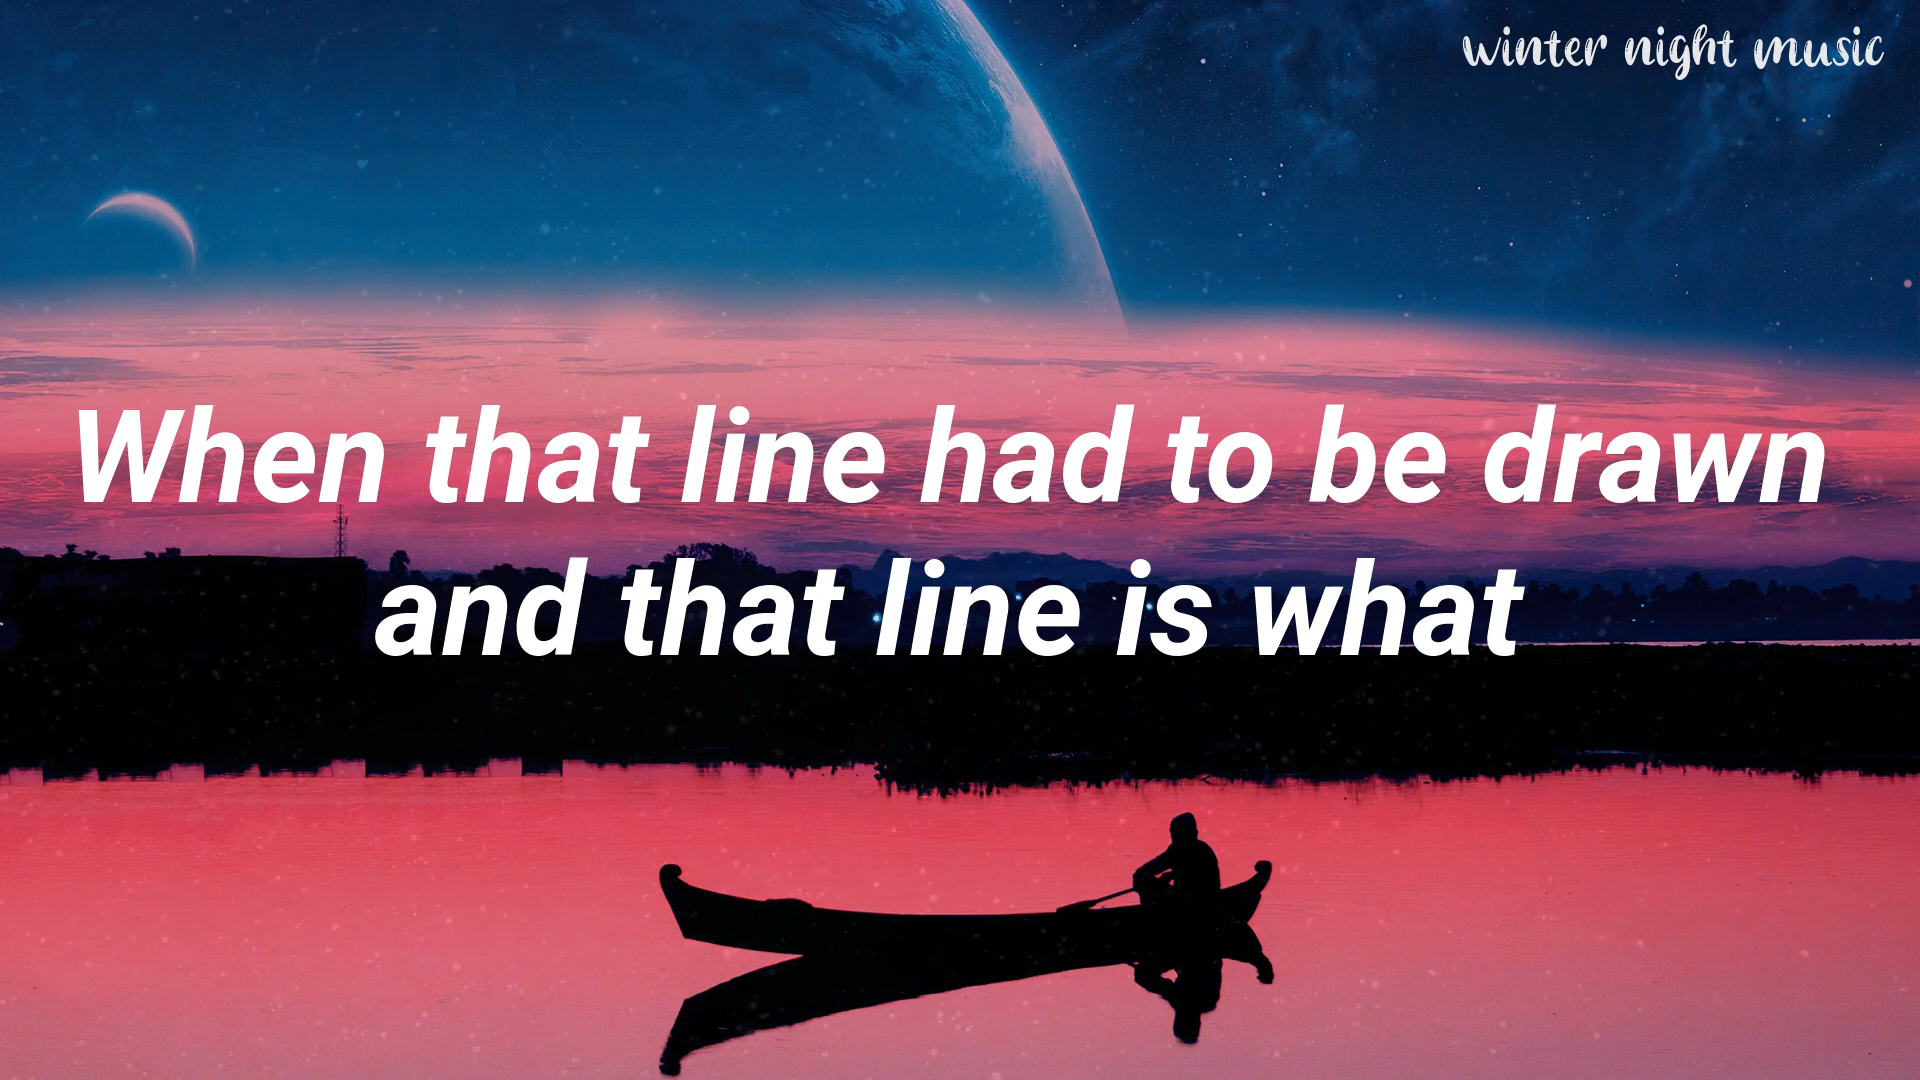 winter night music
When that line had to be drawn
and that line is what